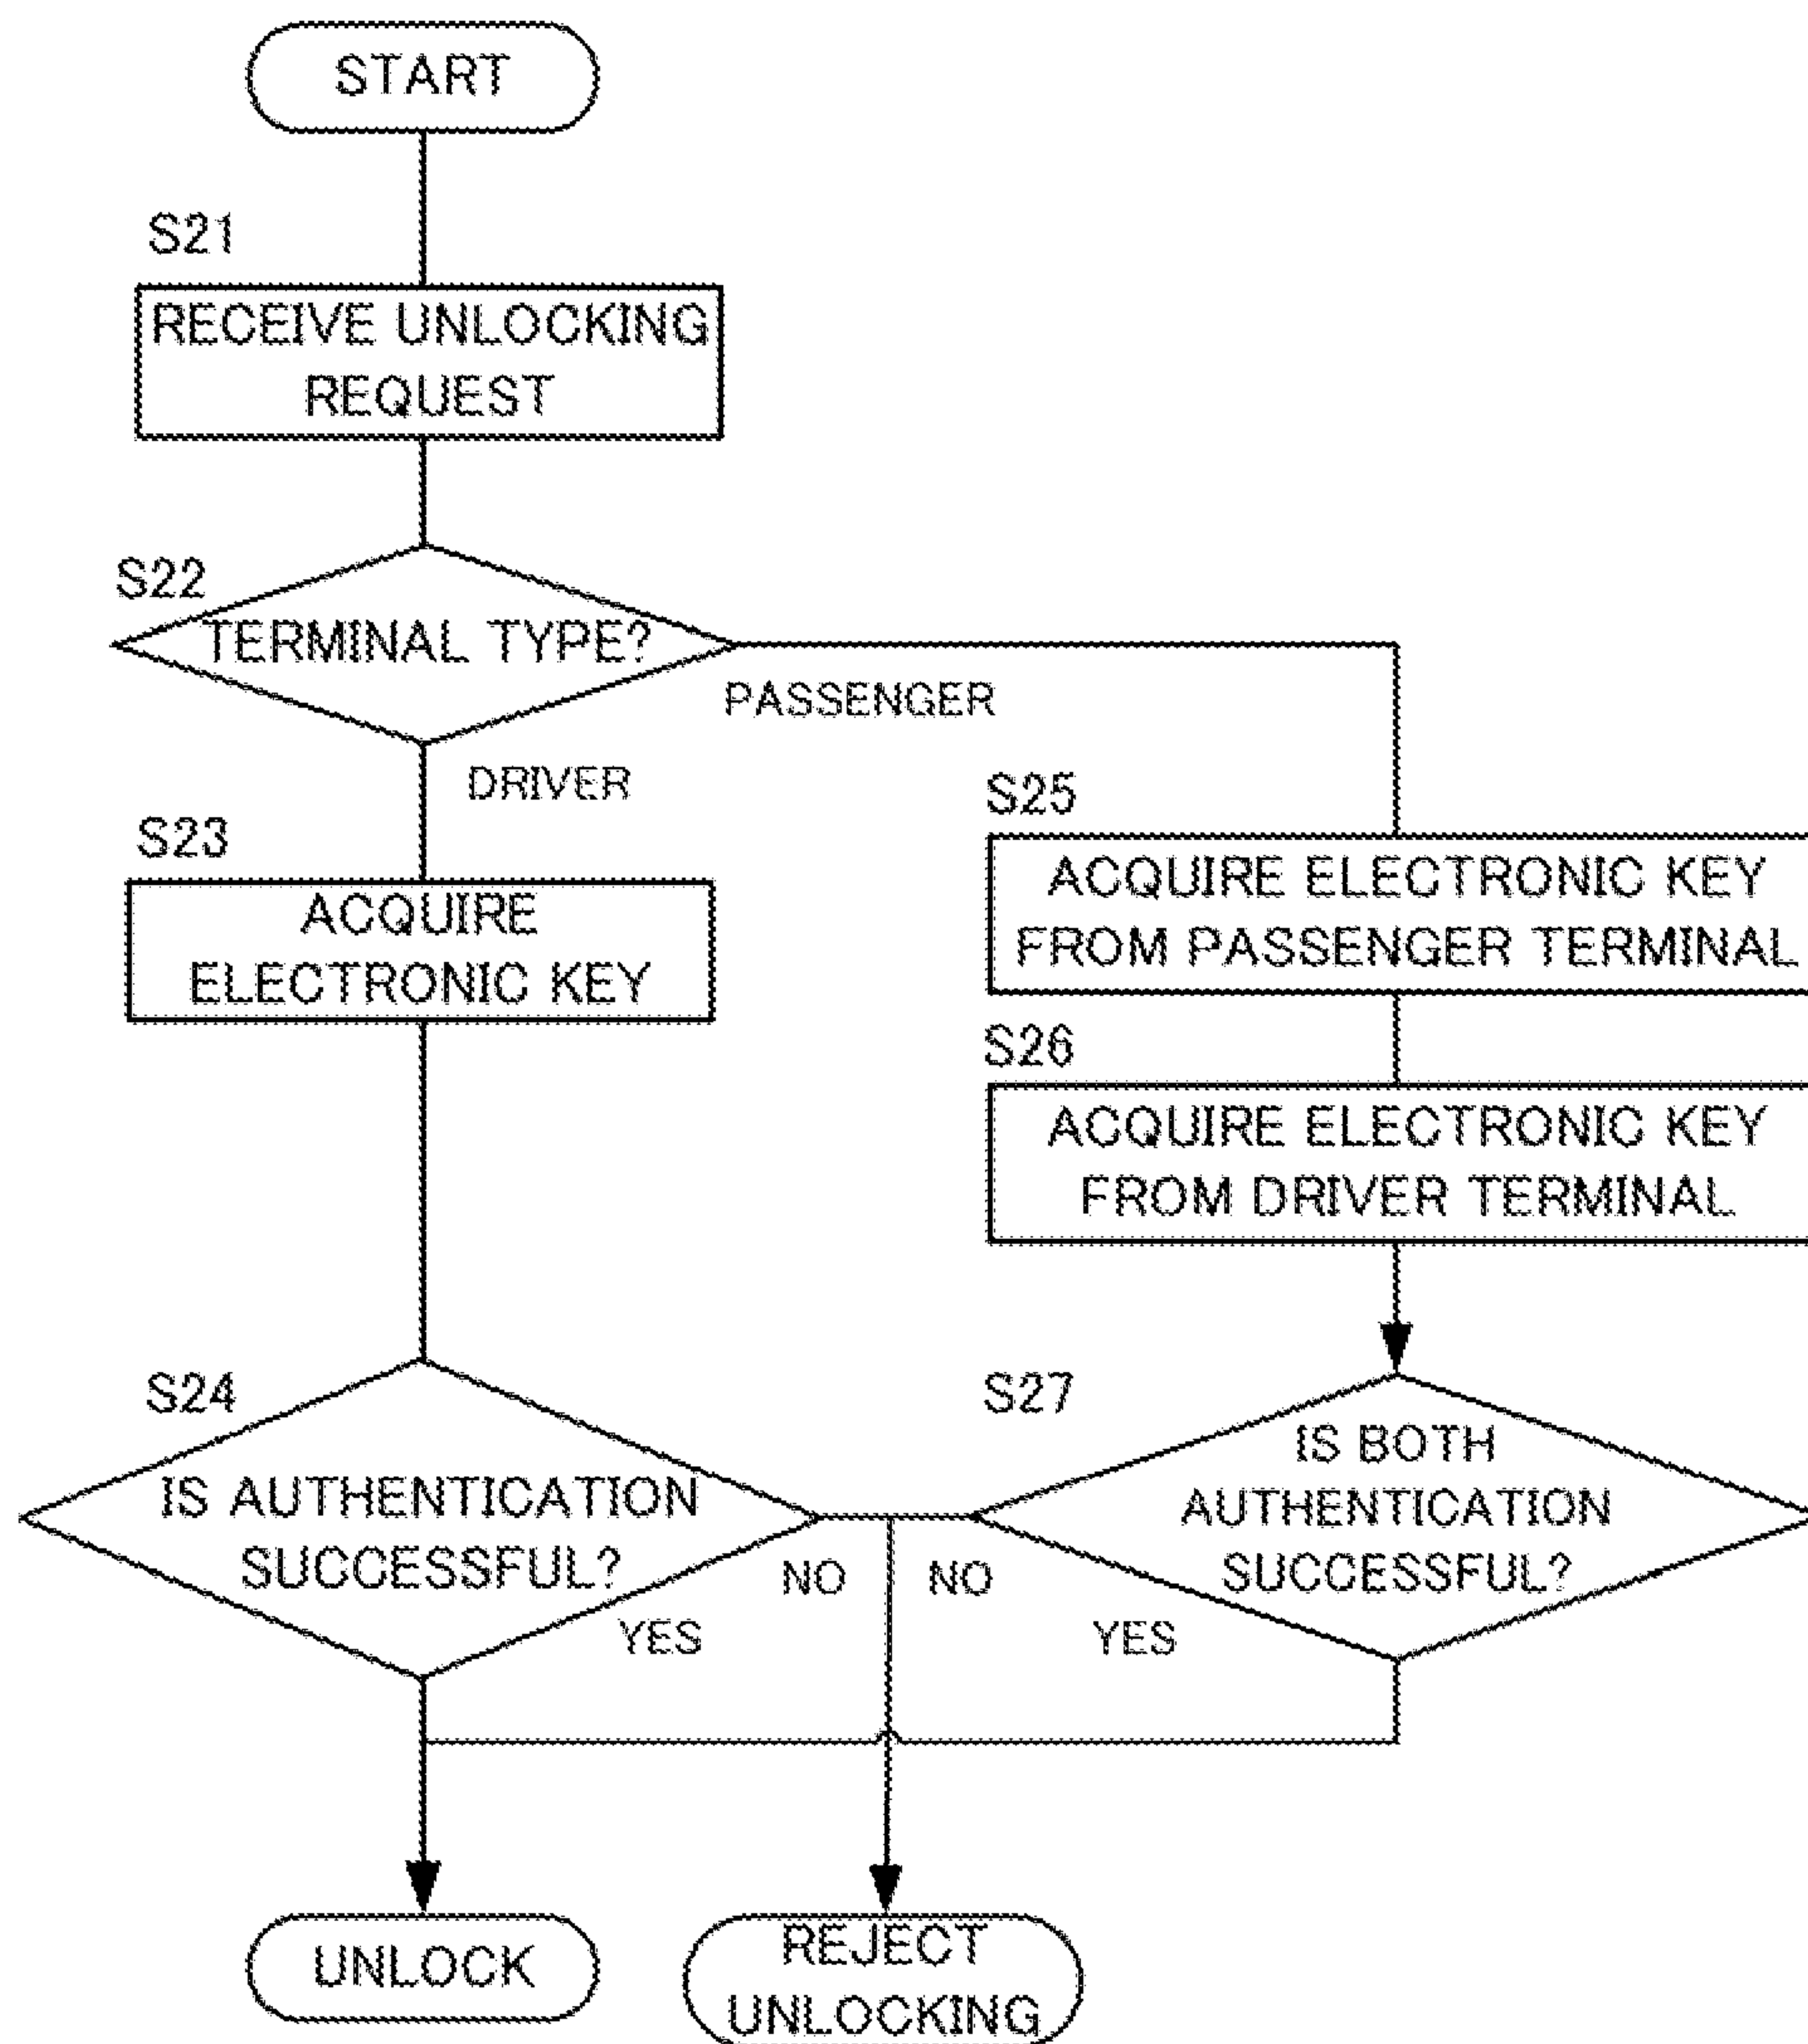 START
S21
RECEIVE UNLOCKING
REQUEST
S22
TERMINAL TYPE?
PASSENGER
DRIVER
S23
ACQUIRE
ELECTRONIC KEY
S25
ACQUIRE ELECTRONIC KEY
FROM PASSENGER TERMINAL
S26
ACQUIRE ELECTRONIC KEY
FROM DRIVER TERMINAL
S24
IS AUTHENTICATION
SUCCESSFUL?
NO
YES
S27
IS BOTH
AUTHENTICATION
SUCCESSFUL?
NO
YES
UNLOCK
REJECT
UNLOCKING